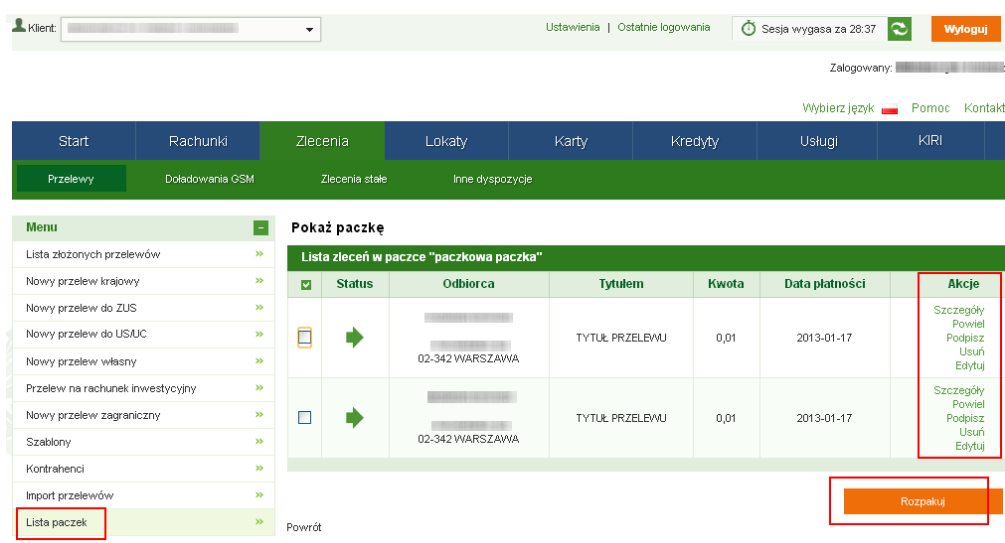 Klient:
Ustawienia | Ostatnie logowania
Sesja wygasa za 28:37
Wyloguj
Zalogowany:
Wybierz język Pomoc Kontakt
Start Rachunki Zlecenia Lokaty Karty Kredyty Usługi KIRI
Przelewy Doładowania GSM Zlecenia stałe Inne dyspozycje
Menu
Lista złożonych przelewów
Nowy przelew krajowy
Nowy przelew do ZUS
Nowy przelew do US/UC
Nowy przelew własny
Przelew na rachunek inwestycyjny
Nowy przelew zagraniczny
Szablony
Kontrahenci
Import przelewów
Lista paczek
Pokaż paczkę
Lista zleceń w paczce "paczkowa paczka"
Status Odbiorca Tytułem Kwota Data płatności Akcje
02-342 WARSZAWA
TYTUŁ PRZELEWU 0,01 2013-01-17
Szczegóły
Powiel
Podpisz
Usuń
Edytuj
02-342 WARSZAWA
TYTUŁ PRZELEWU 0,01 2013-01-17
Szczegóły
Powiel
Podpisz
Usuń
Edytuj
Rozpakuj
Powrót